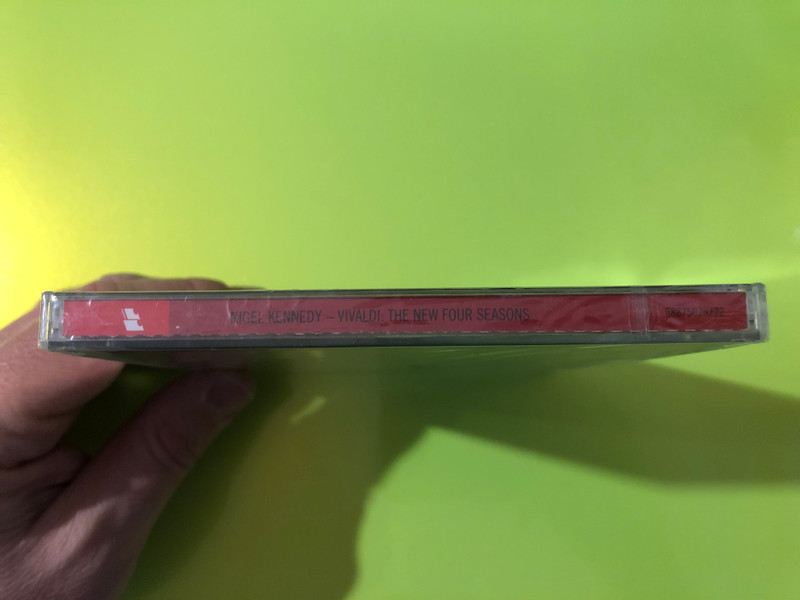 NIGEL KENNEDY – VIVALDI: THE NEW FOUR SEASONS